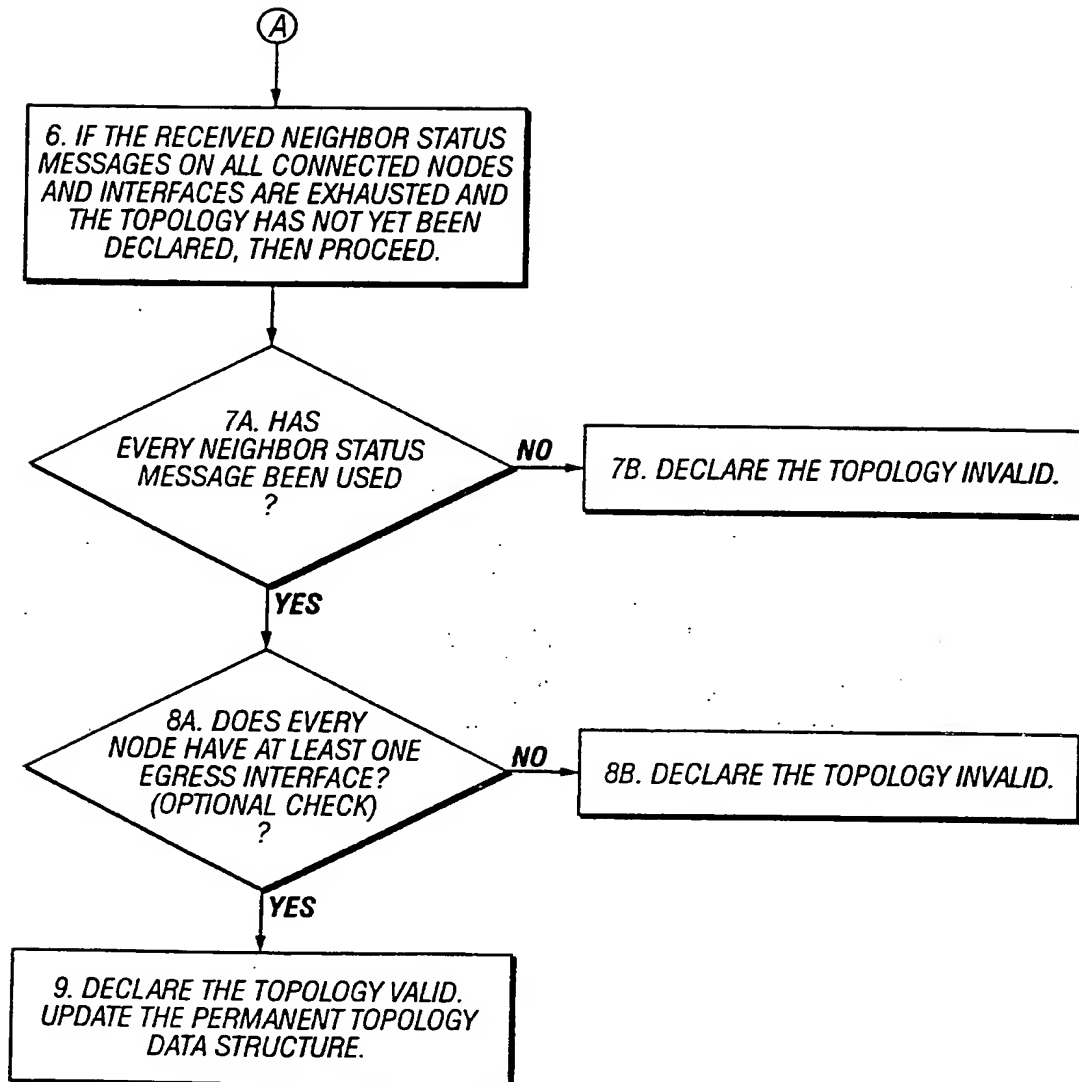 A
6. IF THE RECEIVED NEIGHBOR STATUS
MESSAGES ON ALL CONNECTED NODES
AND INTERFACES ARE EXHAUSTED AND
THE TOPOLOGY HAS NOT YET BEEN
DECLARED, THEN PROCEED.
7A. HAS
EVERY NEIGHBOR STATUS
MESSAGE BEEN USED
?
NO
7B. DECLARE THE TOPOLOGY INVALID.
YES
8A. DOES EVERY
NODE HAVE AT LEAST ONE
EGRESS INTERFACE?
(OPTIONAL CHECK)
?
NO
8B. DECLARE THE TOPOLOGY INVALID.
YES
9. DECLARE THE TOPOLOGY VALID.
UPDATE THE PERMANENT TOPOLOGY
DATA STRUCTURE.